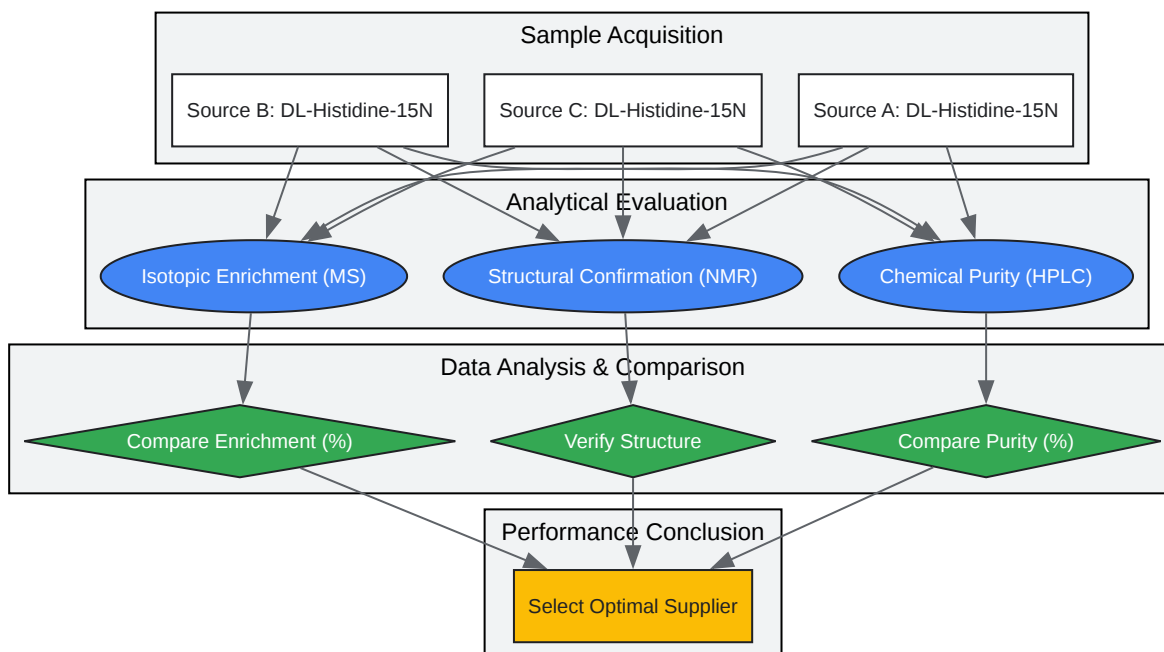 Sample Acquisition
Source B: DL-Histidine-15N
Source C: DL-Histidine-15N
Source A: DL-Histidine-15N
Analytical Evaluation
Isotopic Enrichment (MS)
Structural Confirmation (NMR)
Chemical Purity (HPLC)
Data Analysis & Comparison
Compare Enrichment (%)
Verify Structure
Compare Purity (%)
Performance Conclusion
Select Optimal Supplier